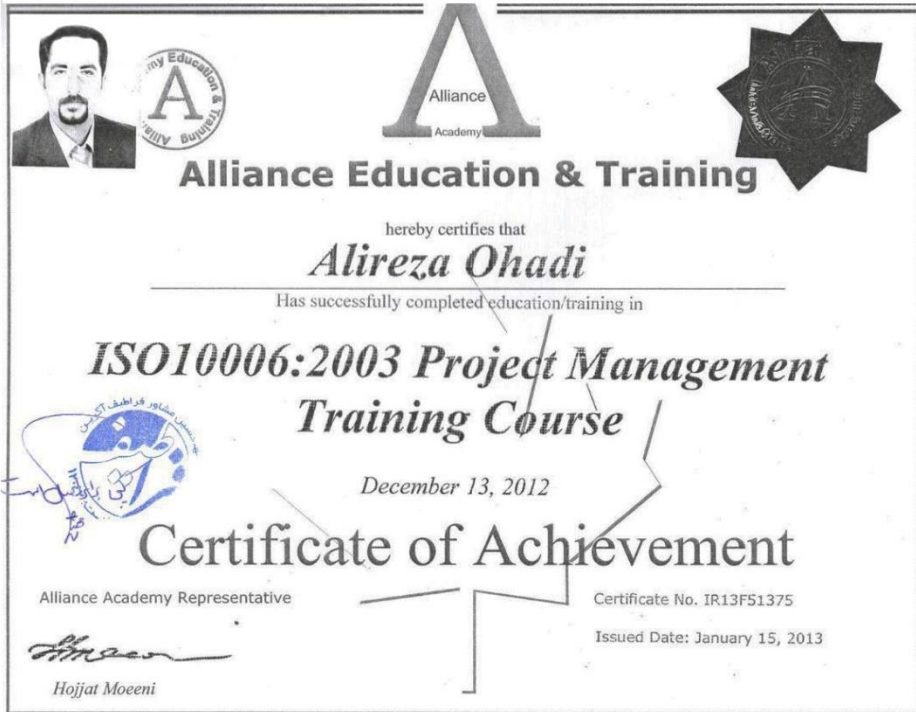 Alliance
Academy
Alliance Education & Training
hereby certifies that
Alireza Ohadi
Has successfully completed education/training in
ISO10006:2003 Project Management
Training Course
December 13, 2012
Certificate of Achievement
Alliance Academy Representative
Certificate No. IR13F51375
Issued Date: January 15, 2013
Hojjat Moeeni